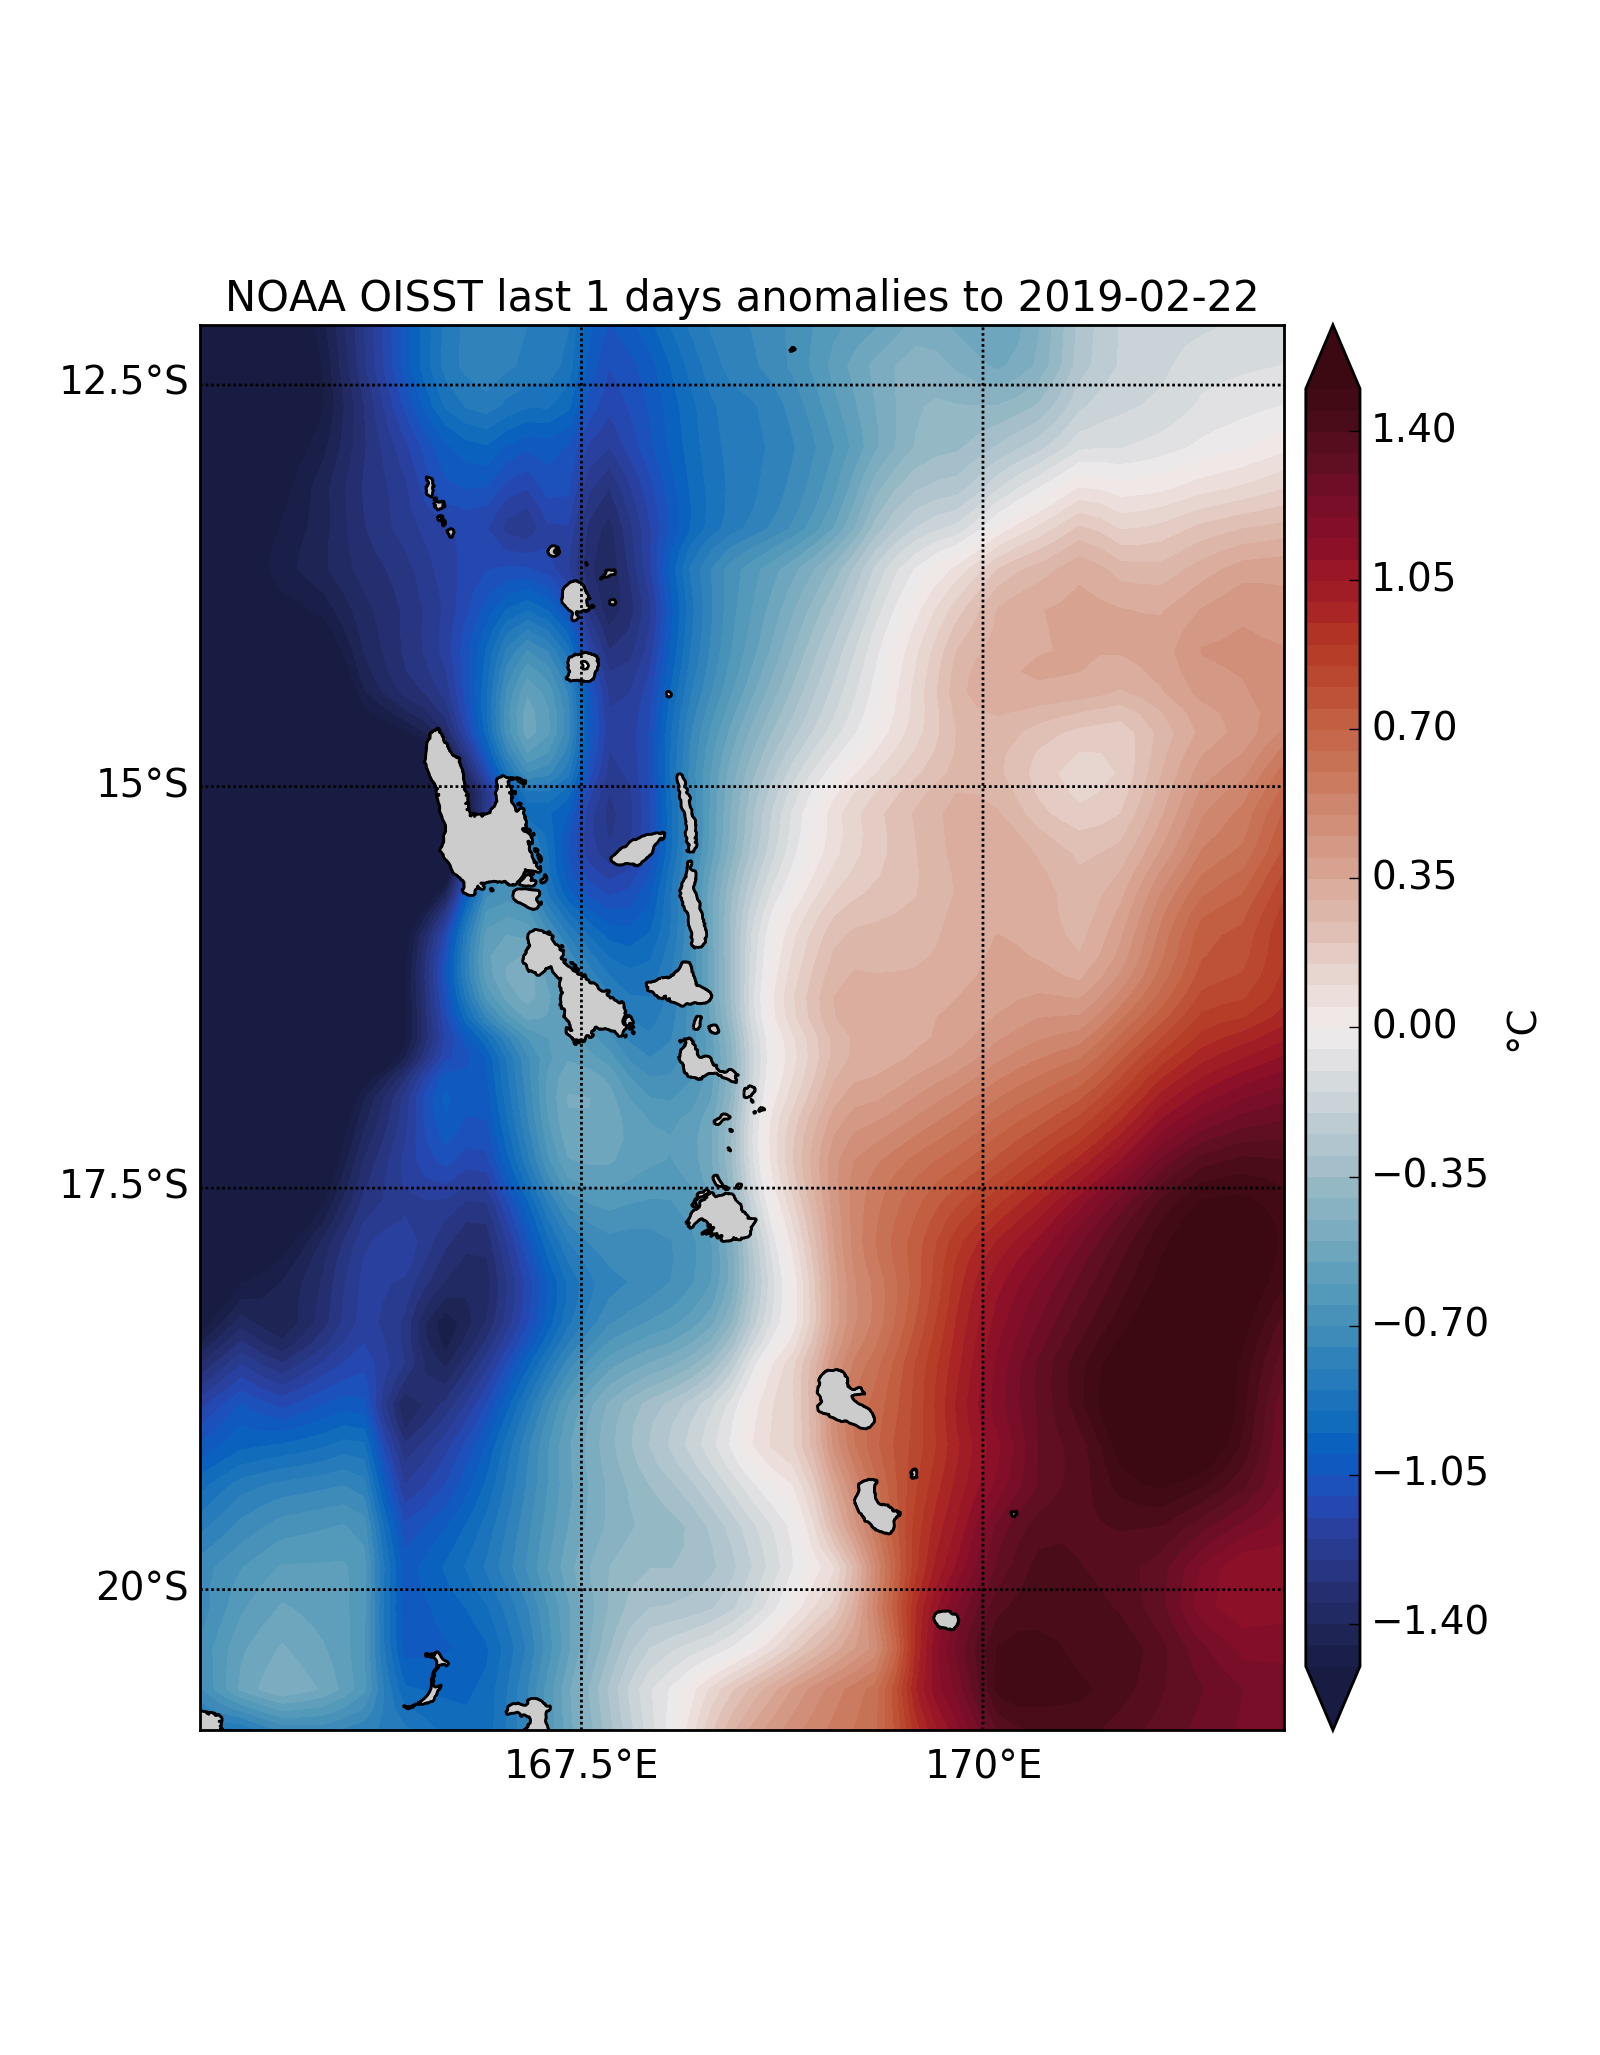 NOAA OISST last 1 days anomalies to 2019-02-22
12.5°S
15°S
17.5°S
20°S
167.5°E
170°E
1.40
1.05
0.70
0.35
0.00
−0.35
−0.70
−1.05
−1.40
°C